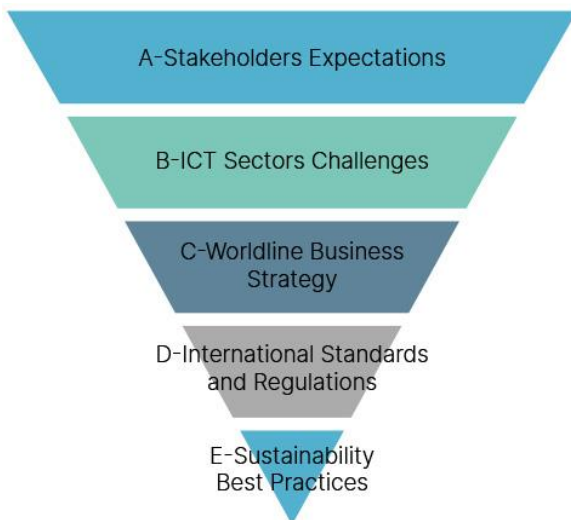 A-Stakeholders Expectations
B-ICT Sectors Challenges
C-Worldline Business
Strategy
D-International Standards
and Regulations
E-Sustainability
Best Practices